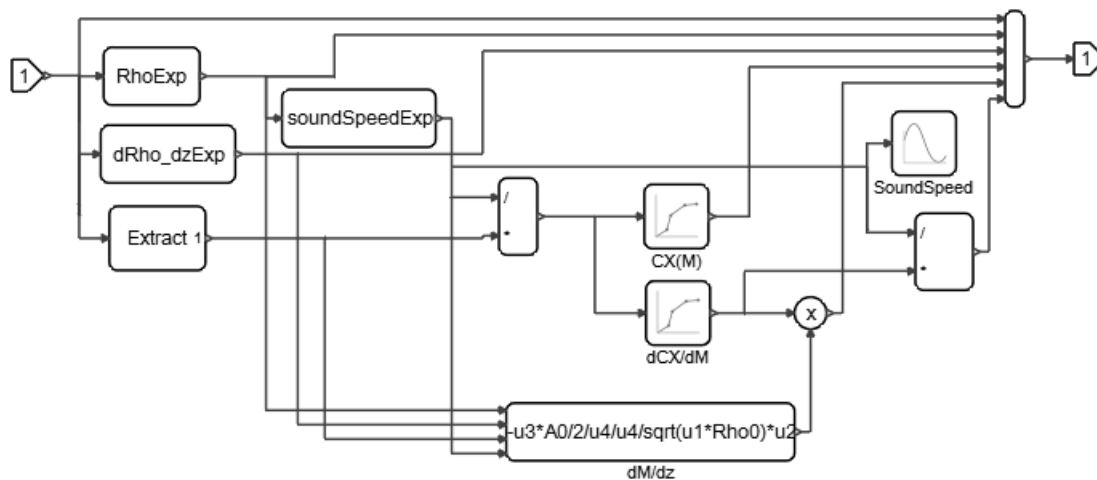 1
RhoExp
soundSpeedExp
dRho_dzExp
Extract 1
/
*
CX(M)
dCX/dM
SoundSpeed
/
*
x
-u3*A0/2/u4/u4/sqrt(u1*Rho0)*u2
dM/dz
1